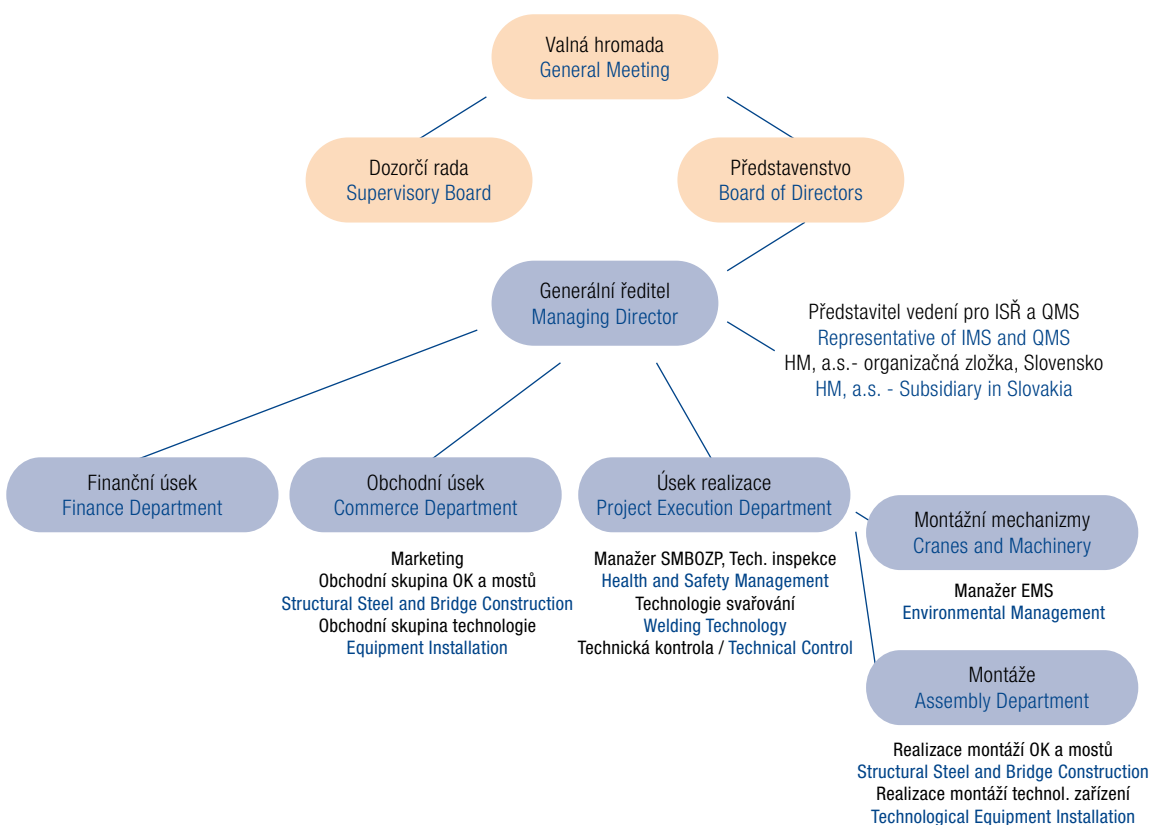 Valná hromada
General Meeting
Dozorčí rada
Supervisory Board
Představenstvo
Board of Directors
Generální ředitel
Managing Director
Představitel vedení pro ISŘ a QMS
Representative of IMS and QMS
HM, a.s.- organizačná zložka, Slovensko
HM, a.s. - Subsidiary in Slovakia
Finanční úsek
Finance Department
Obchodní úsek
Commerce Department
Marketing
Obchodní skupina OK a mostů
Structural Steel and Bridge Construction
Obchodní skupina technologie
Equipment Installation
Úsek realizace
Project Execution Department
Manažer SMBOZP, Tech. inspekce
Health and Safety Management
Technologie svařování
Welding Technology
Technická kontrola / Technical Control
Montážní mechanizmy
Cranes and Machinery
Manažer EMS
Environmental Management
Montáže
Assembly Department
Realizace montáží OK a mostů
Structural Steel and Bridge Construction
Realizace montáží technol. zařízení
Technological Equipment Installation